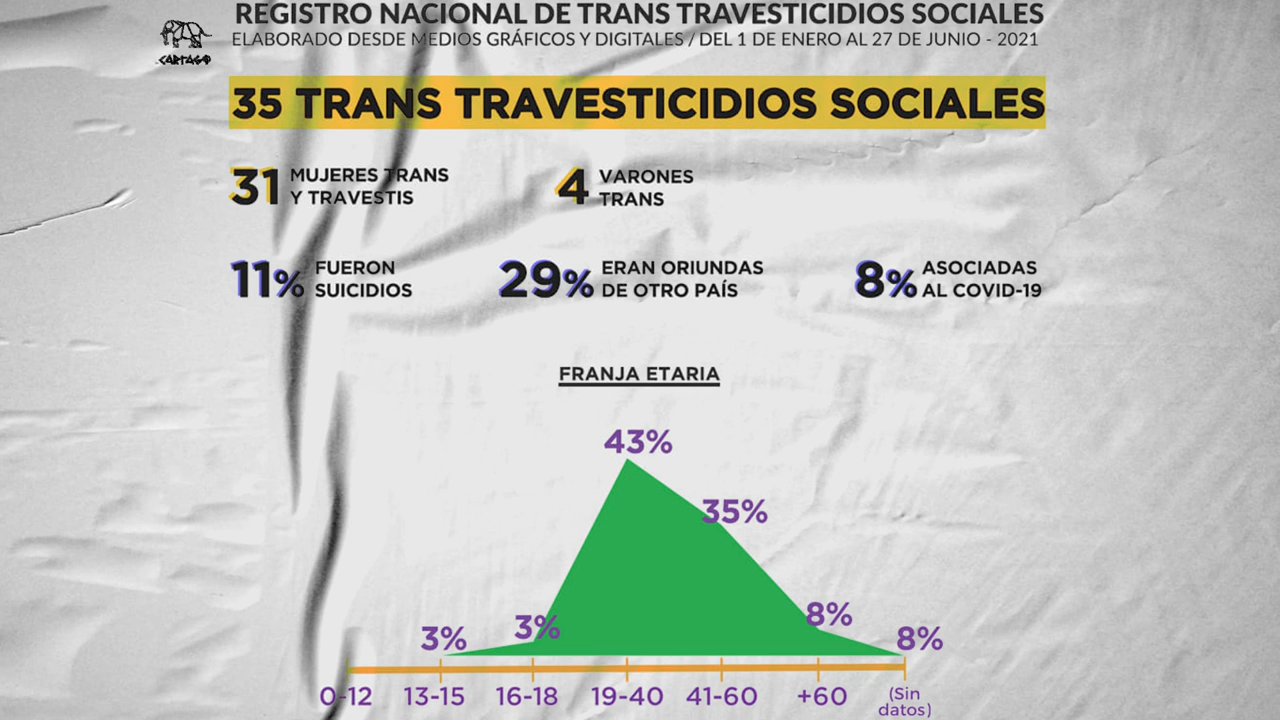 REGISTRO NACIONAL DE TRANS TRAVESTICIDIOS SOCIALES
ELABORADO DESDE MEDIOS GRÁFICOS Y DIGITALES / DEL 1 DE ENERO AL 27 DE JUNIO - 2021
CARTAGO
35 TRANS TRAVESTICIDIOS SOCIALES
31 MUJERES TRANS
Y TRAVESTIS
4 VARONES
TRANS
11% FUERON
SUICIDIOS
29% ERAN ORIUNDAS
DE OTRO PAÍS
8% ASOCIADAS
AL COVID-19
FRANJA ETARIA
43%
35%
3%
3%
8%
8%
0-12 13-15 16-18 19-40 41-60 +60 (Sin
datos)